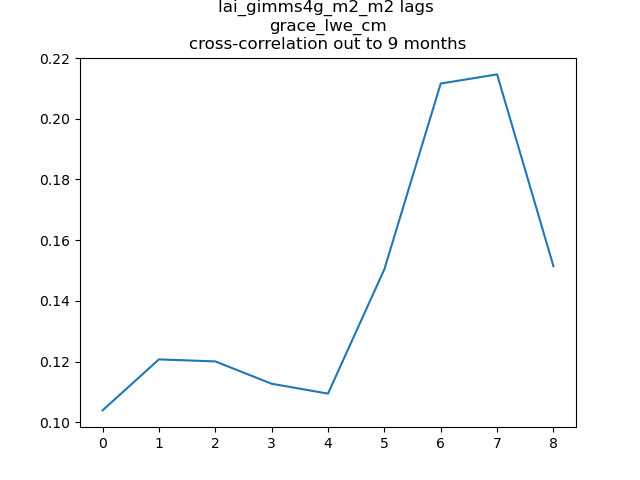 lai_gimms4g_m2_m2 lags
grace_lwe_cm
cross-correlation out to 9 months
0.22
0.20
0.18
0.16
0.14
0.12
0.10
0 1 2 3 4 5 6 7 8